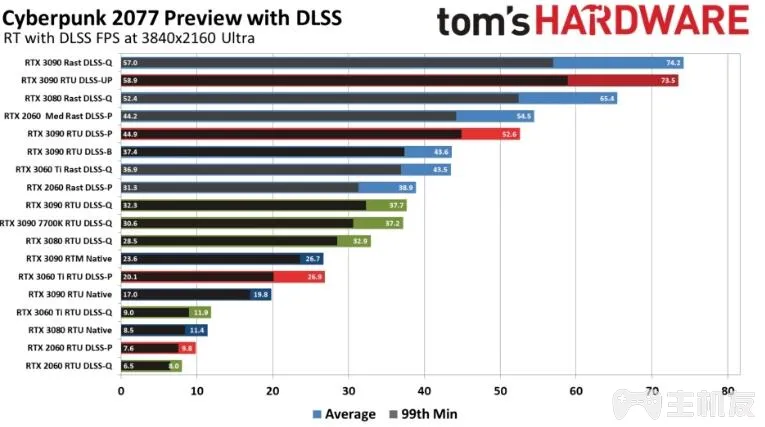 Cyberpunk 2077 Preview with DLSS
RT with DLSS FPS at 3840x2160 Ultra
tom's HARDWARE
RTX 3090 Rast DLSS-Q 57.0 74.2
RTX 3090 RTU DLSS-UP 58.9 73.5
RTX 3080 Rast DLSS-Q 52.4 65.4
RTX 2060 Med Rast DLSS-P 44.2 54.5
RTX 3090 RTU DLSS-P 44.9 52.6
RTX 3090 RTU DLSS-B 37.4 43.6
RTX 3060 Ti Rast DLSS-Q 36.9 43.5
RTX 2060 Rast DLSS-P 31.3 38.9
RTX 3090 RTU DLSS-Q 32.3 37.7
RTX 3090 7700K RTU DLSS-Q 30.6 37.2
RTX 3080 RTU DLSS-Q 28.5 32.9
RTX 3090 RTM Native 23.6 26.7
RTX 3060 Ti RTU DLSS-P 20.1 26.9
RTX 3090 RTU Native 17.0 19.8
RTX 3060 Ti RTU DLSS-Q 9.0 11.9
RTX 3080 RTU Native 8.5 11.4
RTX 2060 RTU DLSS-P 7.6 9.8
RTX 2060 RTU DLSS-Q 6.5 8.0
0 10 20 30 40 50 60 70 80
Average 99th Min
主机友